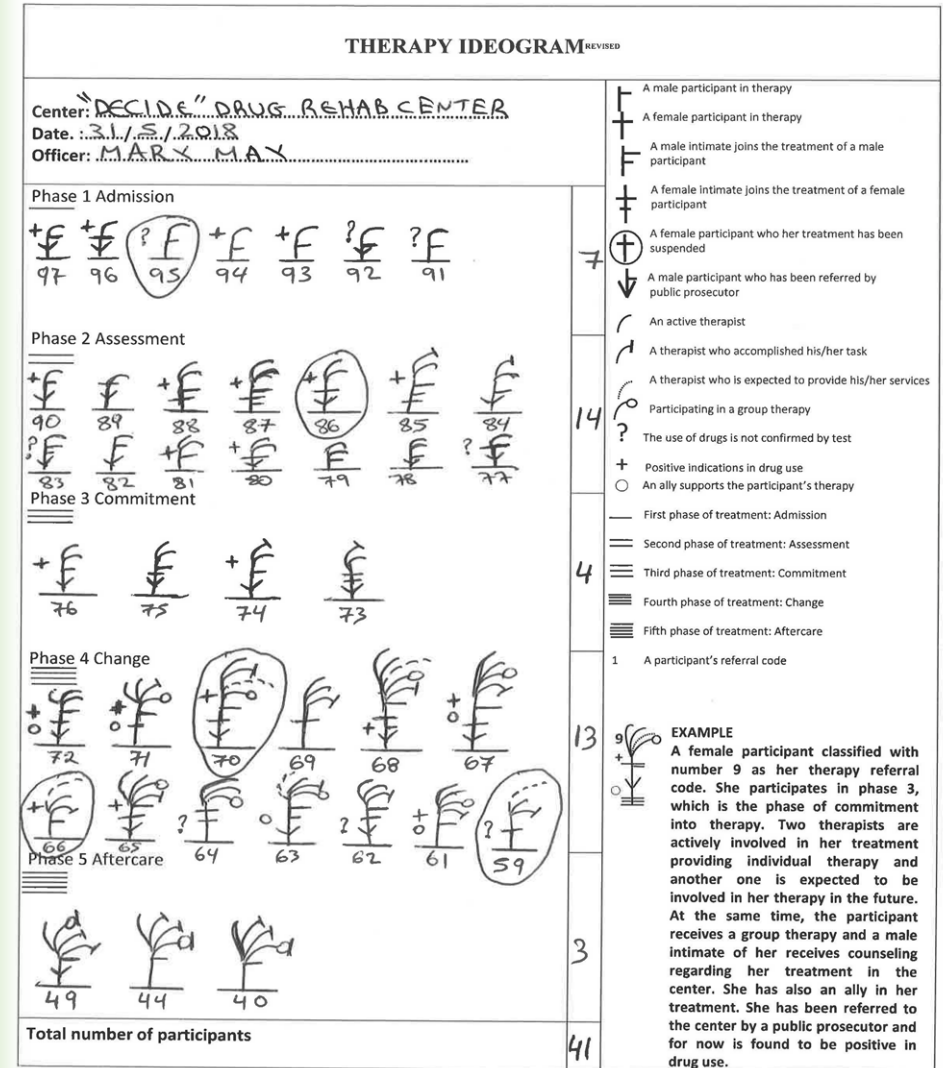 THERAPY IDEOGRAM REVISED
Center: "DECIDE" DRUG REHAB CENTER
Date. : 31 / 5 / 2018
Officer: MARY MAY
Phase 1 Admission
+ + ? + + ? ?
97 96 95 94 93 92 91
7
Phase 2 Assessment
+ + + + +
90 89 88 87 86 85 84
14
? + + ?
83 82 81 80 79 78 77
Phase 3 Commitment
+ +
76 75 74 73
4
Phase 4 Change
72 71 70 69 68 67
13
66 65 64 63 62 61 59
Phase 5 Aftercare
49 44 40
3
Total number of participants
41
A male participant in therapy
A female participant in therapy
A male intimate joins the treatment of a male
participant
A female intimate joins the treatment of a female
participant
A female participant who her treatment has been
suspended
A male participant who has been referred by
public prosecutor
An active therapist
A therapist who accomplished his/her task
A therapist who is expected to provide his/her services
Participating in a group therapy
? The use of drugs is not confirmed by test
+ Positive indications in drug use
An ally supports the participant's therapy
First phase of treatment: Admission
Second phase of treatment: Assessment
Third phase of treatment: Commitment
Fourth phase of treatment: Change
Fifth phase of treatment: Aftercare
1 A participant's referral code
9
+
EXAMPLE
A female participant classified with
number 9 as her therapy referral
code. She participates in phase 3,
which is the phase of commitment
into therapy. Two therapists are
actively involved in her treatment
providing individual therapy and
another one is expected to be
involved in her therapy in the future.
At the same time, the participant
receives a group therapy and a male
intimate of her receives counseling
regarding her treatment in the
center. She has also an ally in her
treatment. She has been referred to
the center by a public prosecutor and
for now is found to be positive in
drug use.